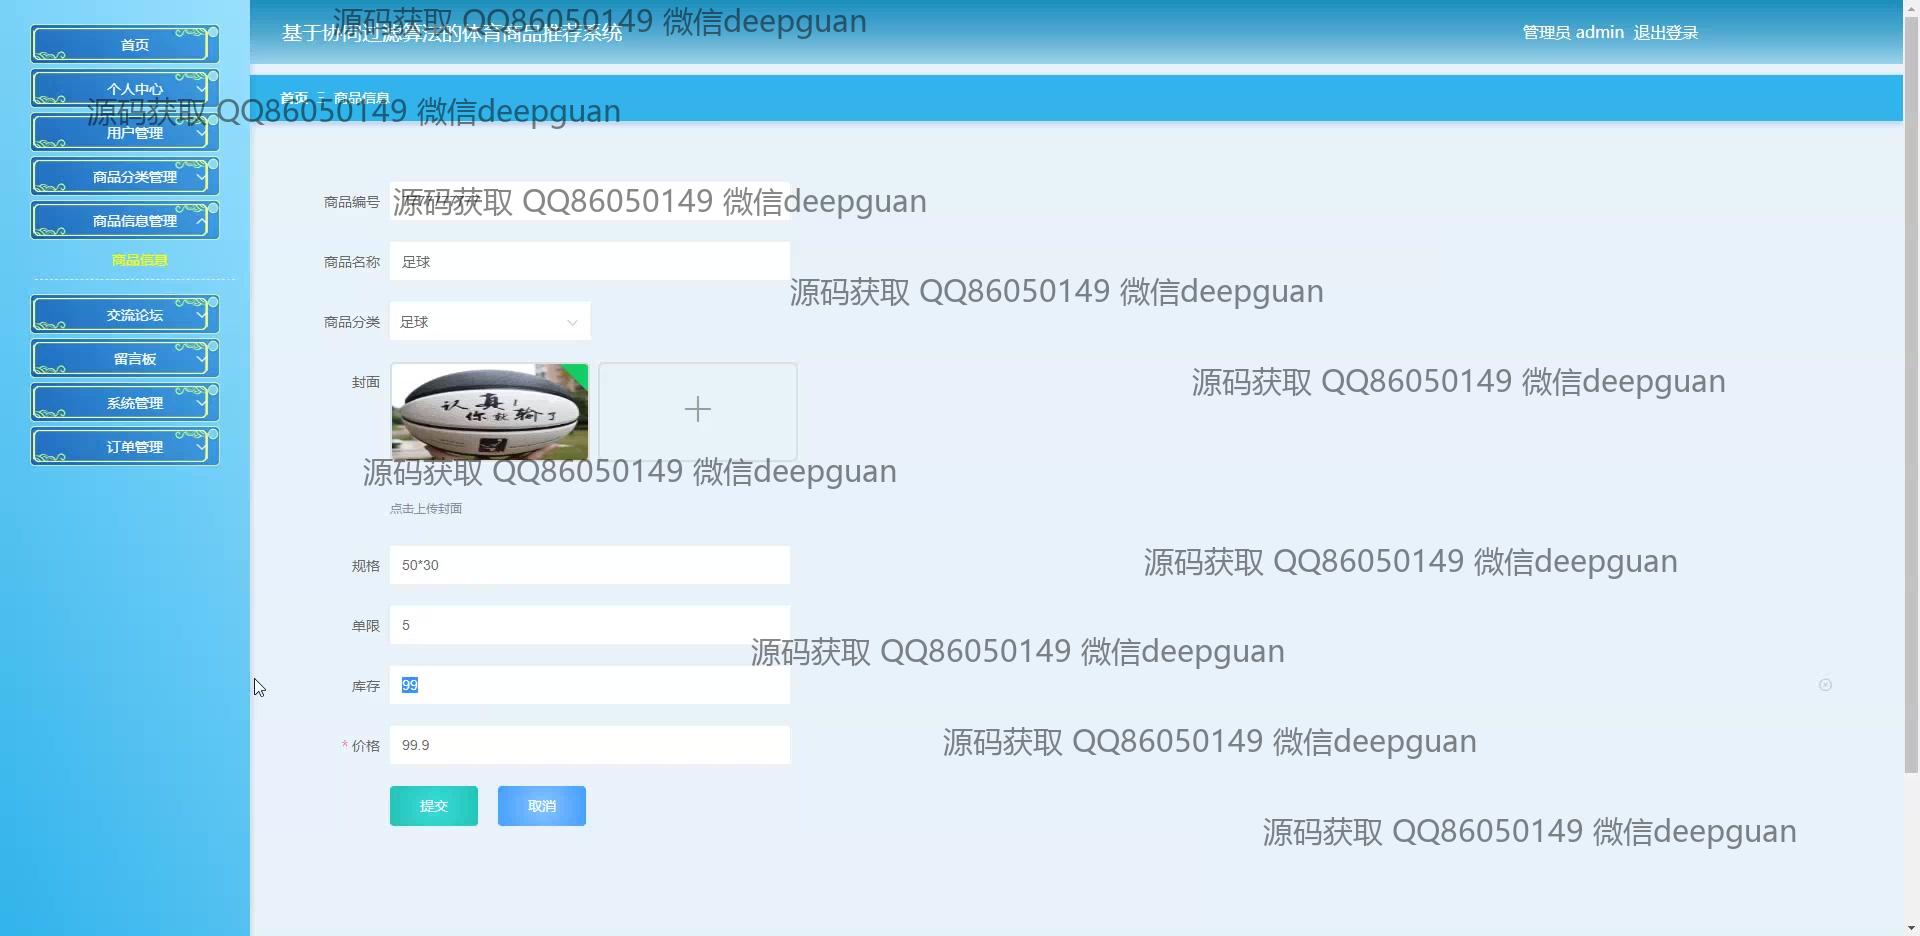 基于协同过滤算法的体育商品推荐系统
管理员 admin 退出登录
源码获取 QQ86050149 微信deepguan
首页
个人中心
用户管理
商品分类管理
商品信息管理
商品信息
交流论坛
留言板
系统管理
订单管理
首页
商品信息
源码获取 QQ86050149 微信deepguan
商品编号
源码获取 QQ86050149 微信deepguan
商品名称 足球
源码获取 QQ86050149 微信deepguan
商品分类 足球
封面
认真!
你就输了
源码获取 QQ86050149 微信deepguan
源码获取 QQ86050149 微信deepguan
点击上传封面
规格 50*30
源码获取 QQ86050149 微信deepguan
单限 5
源码获取 QQ86050149 微信deepguan
库存 99
* 价格 99.9
源码获取 QQ86050149 微信deepguan
提交 取消
源码获取 QQ86050149 微信deepguan